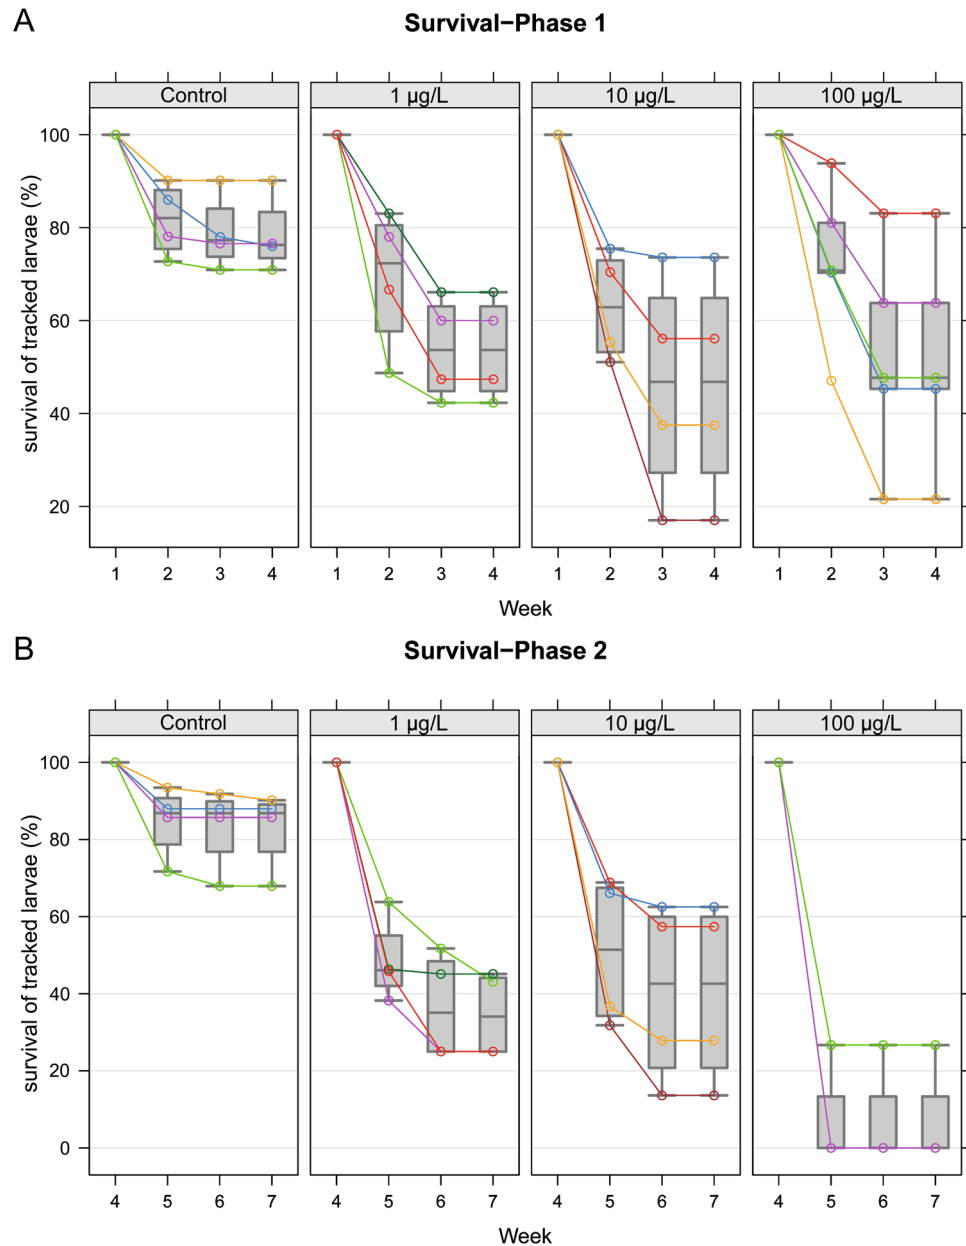 A
Survival−Phase 1
Control
1 µg/L
10 µg/L
100 µg/L
survival of tracked larvae (%)
100
80
60
40
20
1 2 3 4
1 2 3 4
1 2 3 4
1 2 3 4
Week
B
Survival−Phase 2
Control
1 µg/L
10 µg/L
100 µg/L
survival of tracked larvae (%)
100
80
60
40
20
0
4 5 6 7
4 5 6 7
4 5 6 7
4 5 6 7
Week